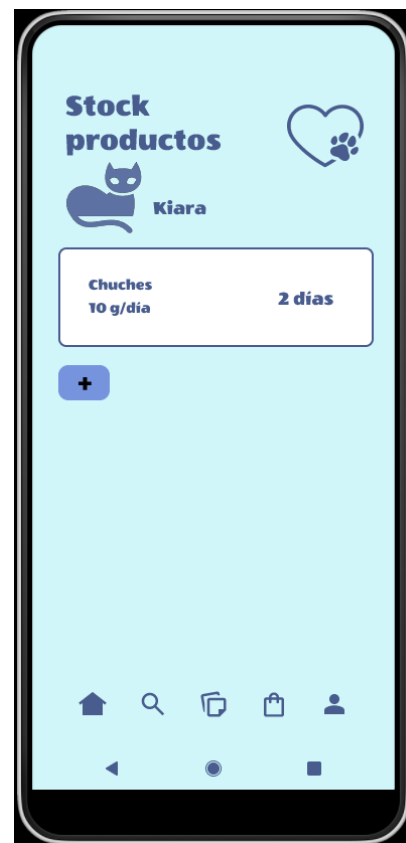 Stock
productos
Kiara
Chuches
10 g/día
2 días
+